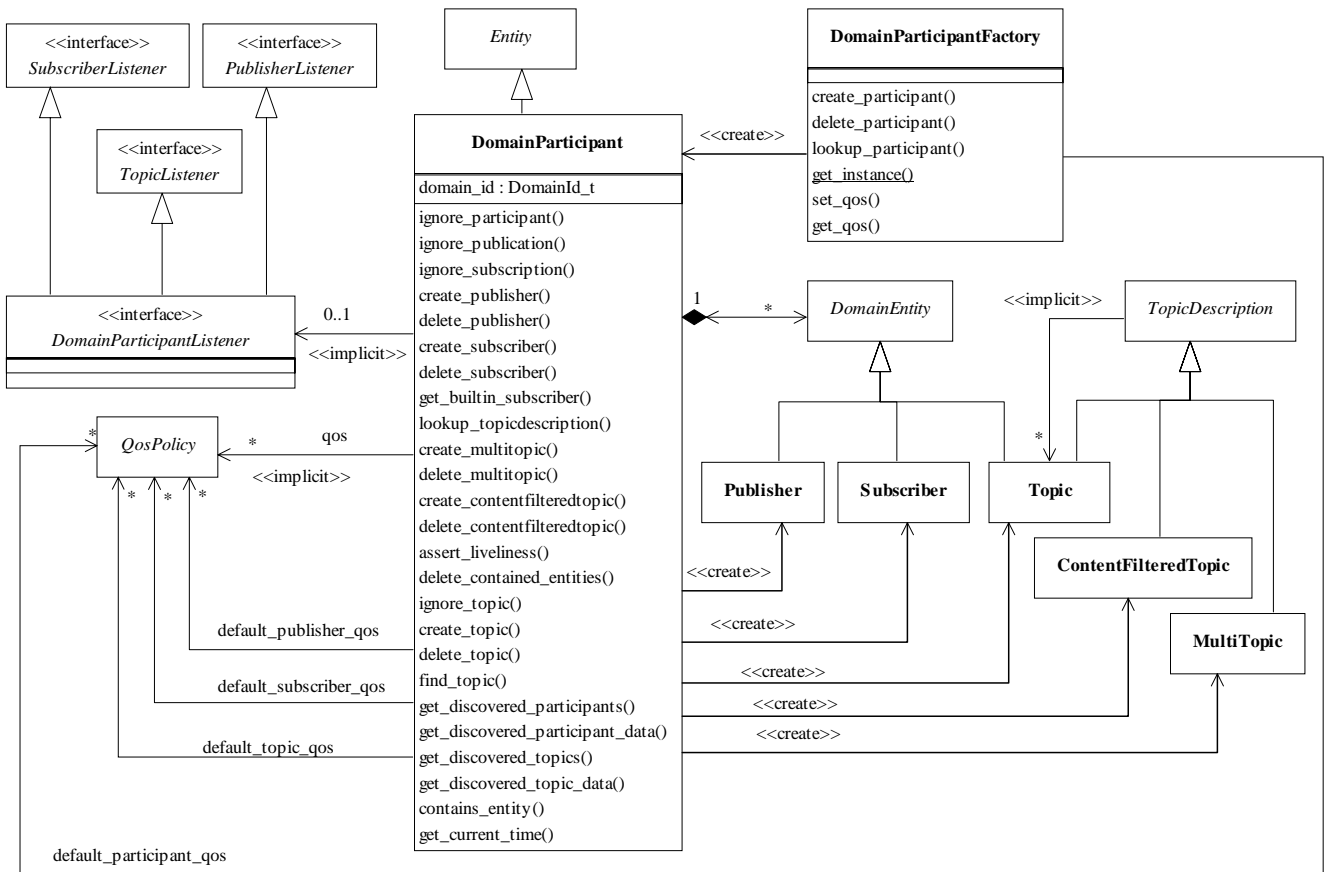 <<interface>>
SubscriberListener
<<interface>>
PublisherListener
<<interface>>
TopicListener
<<interface>>
DomainParticipantListener
Entity
DomainParticipant
domain_id : DomainId_t
ignore_participant()
ignore_publication()
ignore_subscription()
create_publisher()
delete_publisher()
create_subscriber()
delete_subscriber()
get_builtin_subscriber()
lookup_topicdescription()
create_multitopic()
delete_multitopic()
create_contentfilteredtopic()
delete_contentfilteredtopic()
assert_liveliness()
delete_contained_entities()
ignore_topic()
create_topic()
delete_topic()
find_topic()
get_discovered_participants()
get_discovered_participant_data()
get_discovered_topics()
get_discovered_topic_data()
contains_entity()
get_current_time()
DomainParticipantFactory
create_participant()
delete_participant()
lookup_participant()
get_instance()
set_qos()
get_qos()
<<create>>
0..1
<<implicit>>
1
*
DomainEntity
<<implicit>>
TopicDescription
*
*
QosPolicy
*
qos
<<implicit>>
*
*
*
Publisher
Subscriber
Topic
ContentFilteredTopic
MultiTopic
<<create>>
<<create>>
<<create>>
<<create>>
<<create>>
default_publisher_qos
default_subscriber_qos
default_topic_qos
default_participant_qos